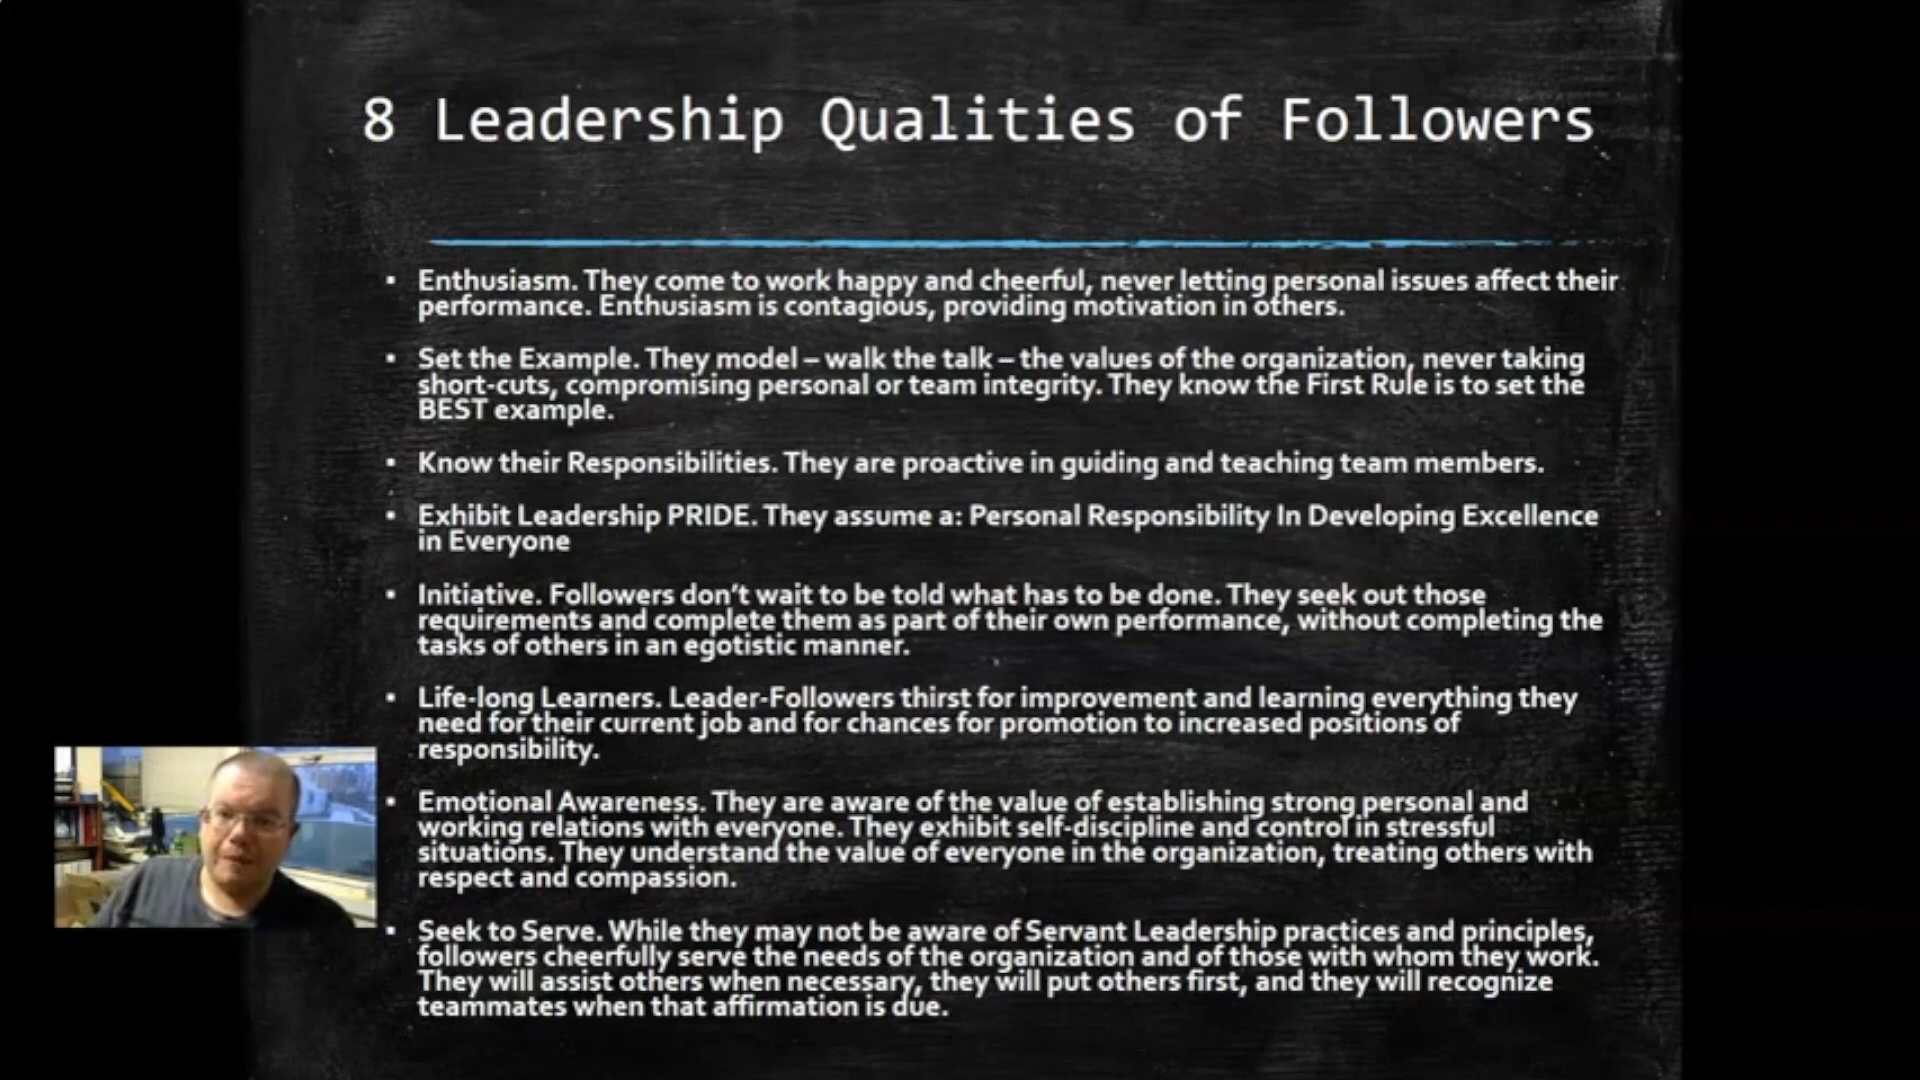 8 Leadership Qualities of Followers
▪ Enthusiasm. They come to work happy and cheerful, never letting personal issues affect their
performance. Enthusiasm is contagious, providing motivation in others.
▪ Set the Example. They model – walk the talk – the values of the organization, never taking
short-cuts, compromising personal or team integrity. They know the First Rule is to set the
BEST example.
▪ Know their Responsibilities. They are proactive in guiding and teaching team members.
▪ Exhibit Leadership PRIDE. They assume a: Personal Responsibility In Developing Excellence
in Everyone
▪ Initiative. Followers don’t wait to be told what has to be done. They seek out those
requirements and complete them as part of their own performance, without completing the
tasks of others in an egotistic manner.
▪ Life-long Learners. Leader-Followers thirst for improvement and learning everything they
need for their current job and for chances for promotion to increased positions of
responsibility.
▪ Emotional Awareness. They are aware of the value of establishing strong personal and
working relations with everyone. They exhibit self-discipline and control in stressful
situations. They understand the value of everyone in the organization, treating others with
respect and compassion.
▪ Seek to Serve. While they may not be aware of Servant Leadership practices and principles,
followers cheerfully serve the needs of the organization and of those with whom they work.
They will assist others when necessary, they will put others first, and they will recognize
teammates when that affirmation is due.